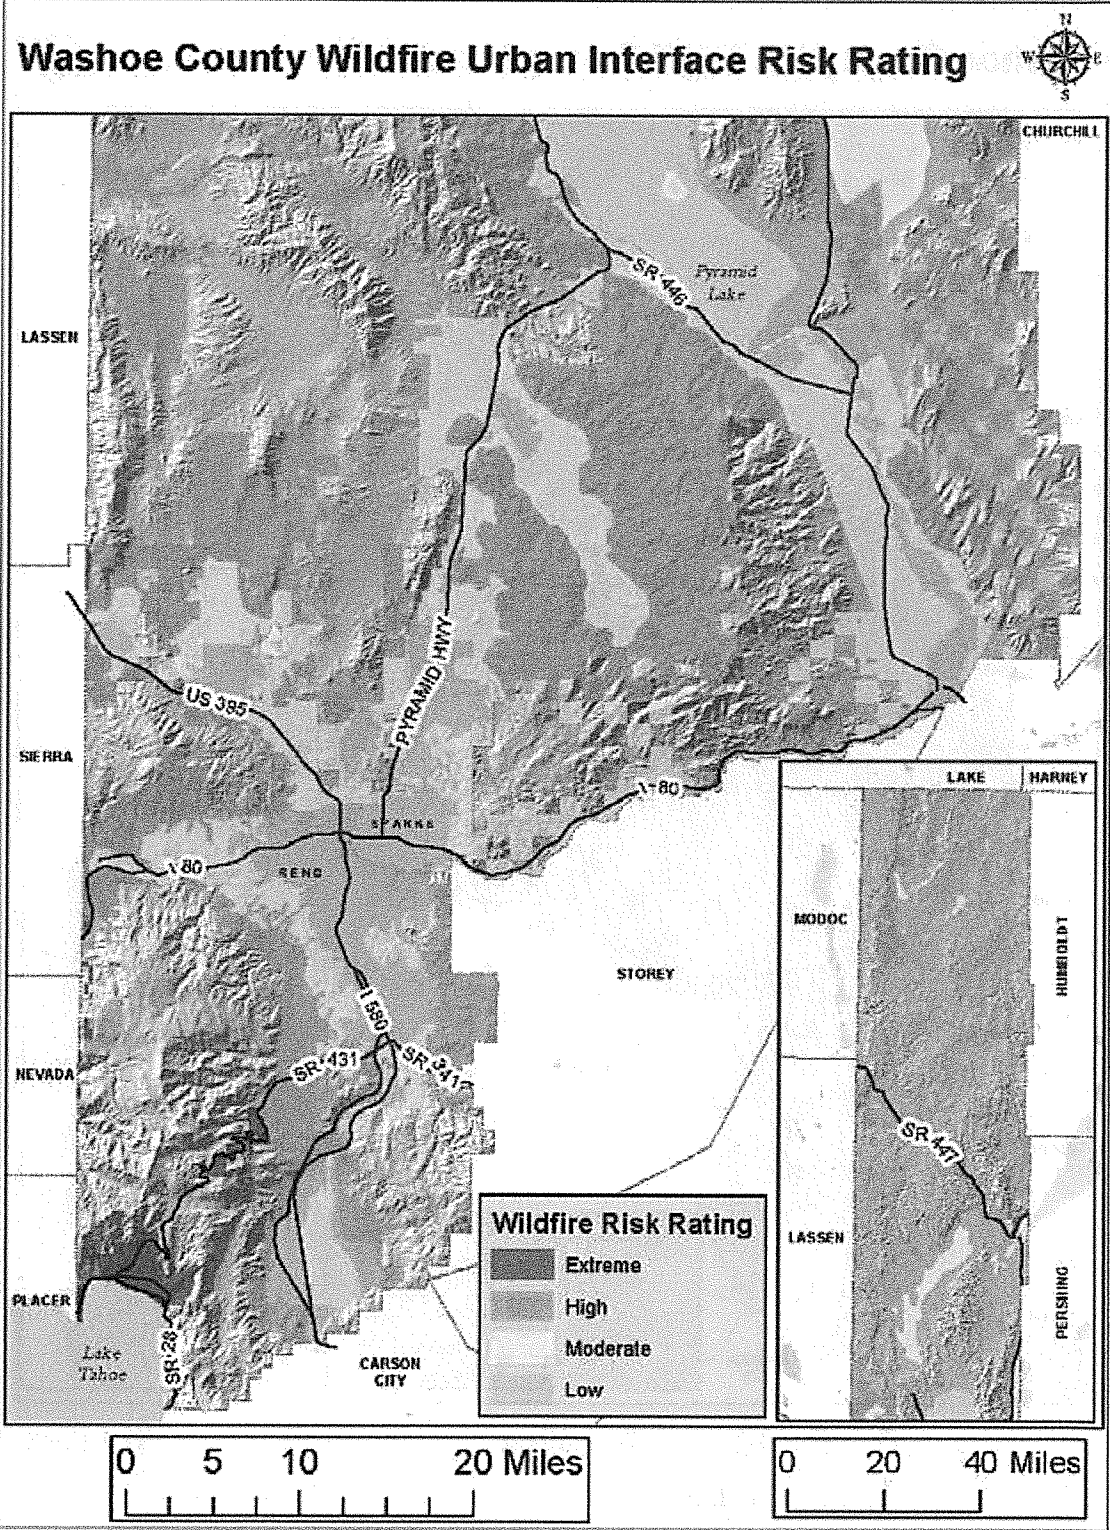 N
Washoe County Wildfire Urban Interface Risk Rating
W E
S
CHURCHILL
Pyramid
Lake
SR 446
LASSEN
PYRAMID HWY
US 395
SIERRA
I-80
SPARKS
I-80
RENO
STOREY
I 580
SR 431
SR 341
NEVADA
PLACER
Lake
Tahoe
SR 28
CARSON
CITY
Wildfire Risk Rating
Extreme
High
Moderate
Low
LAKE HARNEY
MODOC
HUMBOLDT
SR 447
LASSEN
PERSHING
0 5 10 20 Miles
0 20 40 Miles